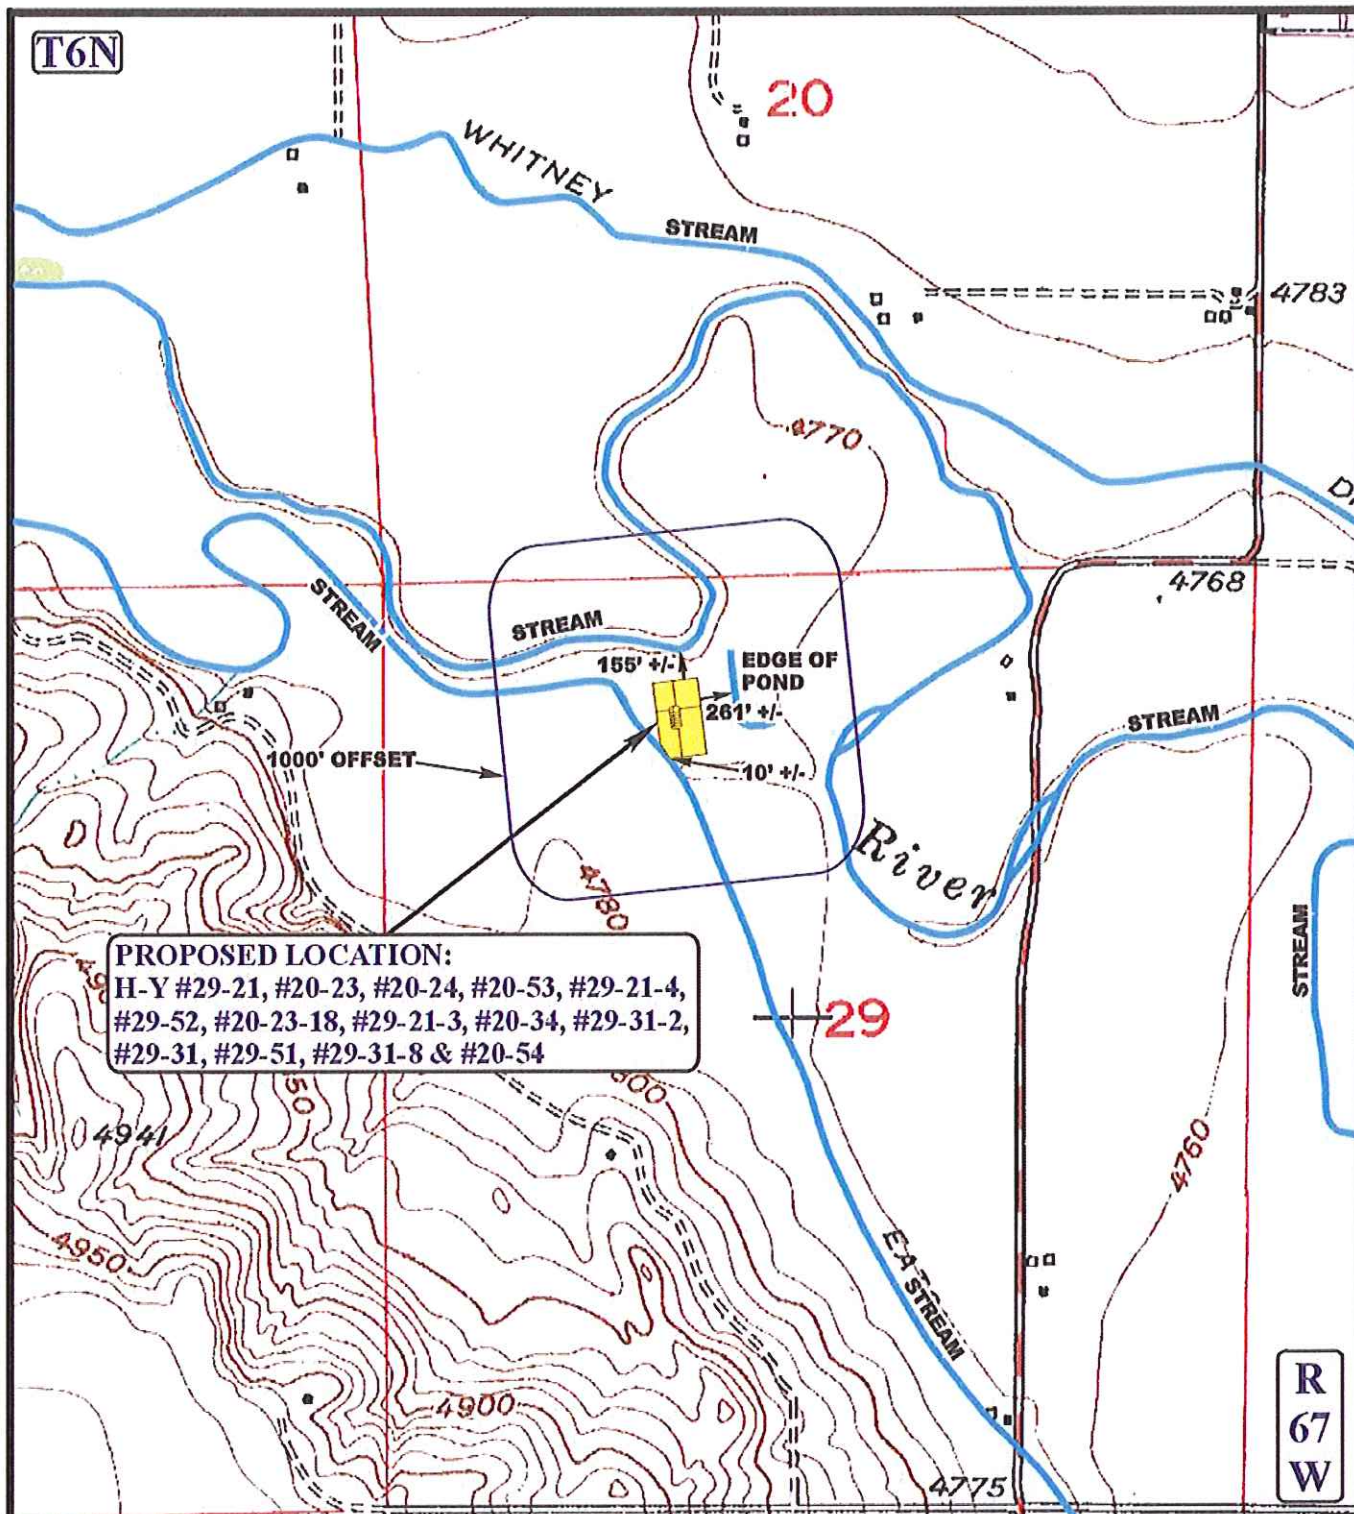 T6N
20
WHITNEY
STREAM
4783
4770
4768
STREAM
STREAM
155' +/-
EDGE OF
POND
261' +/-
STREAM
1000' OFFSET
10' +/-
River
4780
STREAM
PROPOSED LOCATION:
H-Y #29-21, #20-23, #20-24, #20-53, #29-21-4,
#29-52, #20-23-18, #29-21-3, #20-34, #29-31-2,
#29-31, #29-51, #29-31-8 & #20-54
29
4941
4760
4950
STREAM
4900
4775
R
67
W